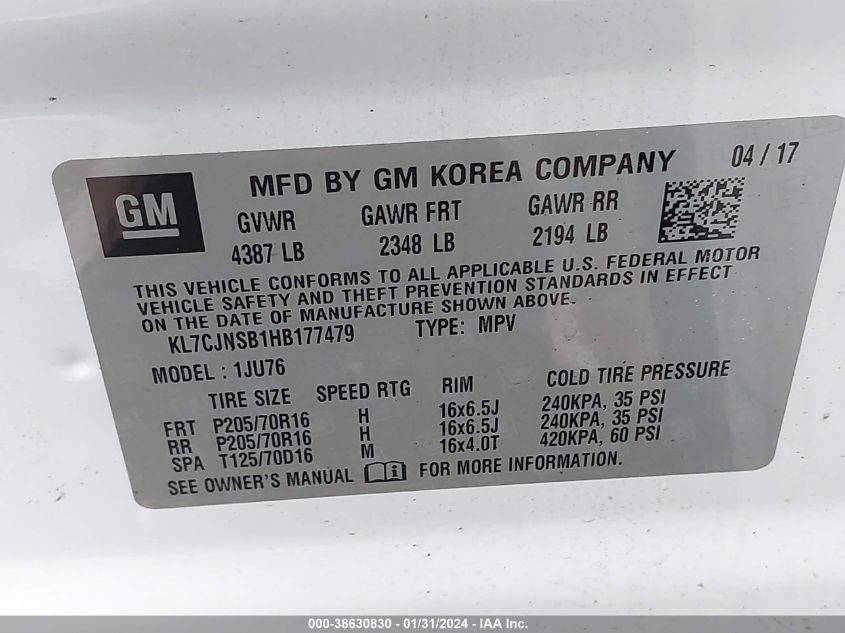 GM
MFD BY GM KOREA COMPANY 04 / 17
GVWR GAWR FRT GAWR RR
4387 LB 2348 LB 2194 LB
THIS VEHICLE CONFORMS TO ALL APPLICABLE U.S. FEDERAL MOTOR
VEHICLE SAFETY AND THEFT PREVENTION STANDARDS IN EFFECT
ON THE DATE OF MANUFACTURE SHOWN ABOVE.
KL7CJNSB1HB177479 TYPE: MPV
MODEL : 1JU76
TIRE SIZE SPEED RTG RIM COLD TIRE PRESSURE
FRT P205/70R16 H 16x6.5J 240KPA, 35 PSI
RR P205/70R16 H 16x6.5J 240KPA, 35 PSI
SPA T125/70D16 M 16x4.0T 420KPA, 60 PSI
SEE OWNER'S MANUAL FOR MORE INFORMATION.
000-38630830 - 01/31/2024 - IAA Inc.